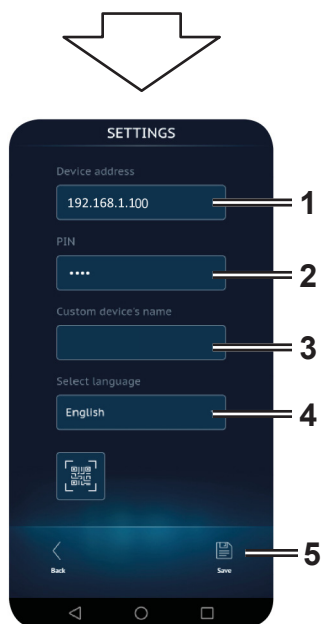 SETTINGS
Device address
192.168.1.100
1
PIN
••••
2
Custom device's name
3
Select language
English
4
Back
Save
5